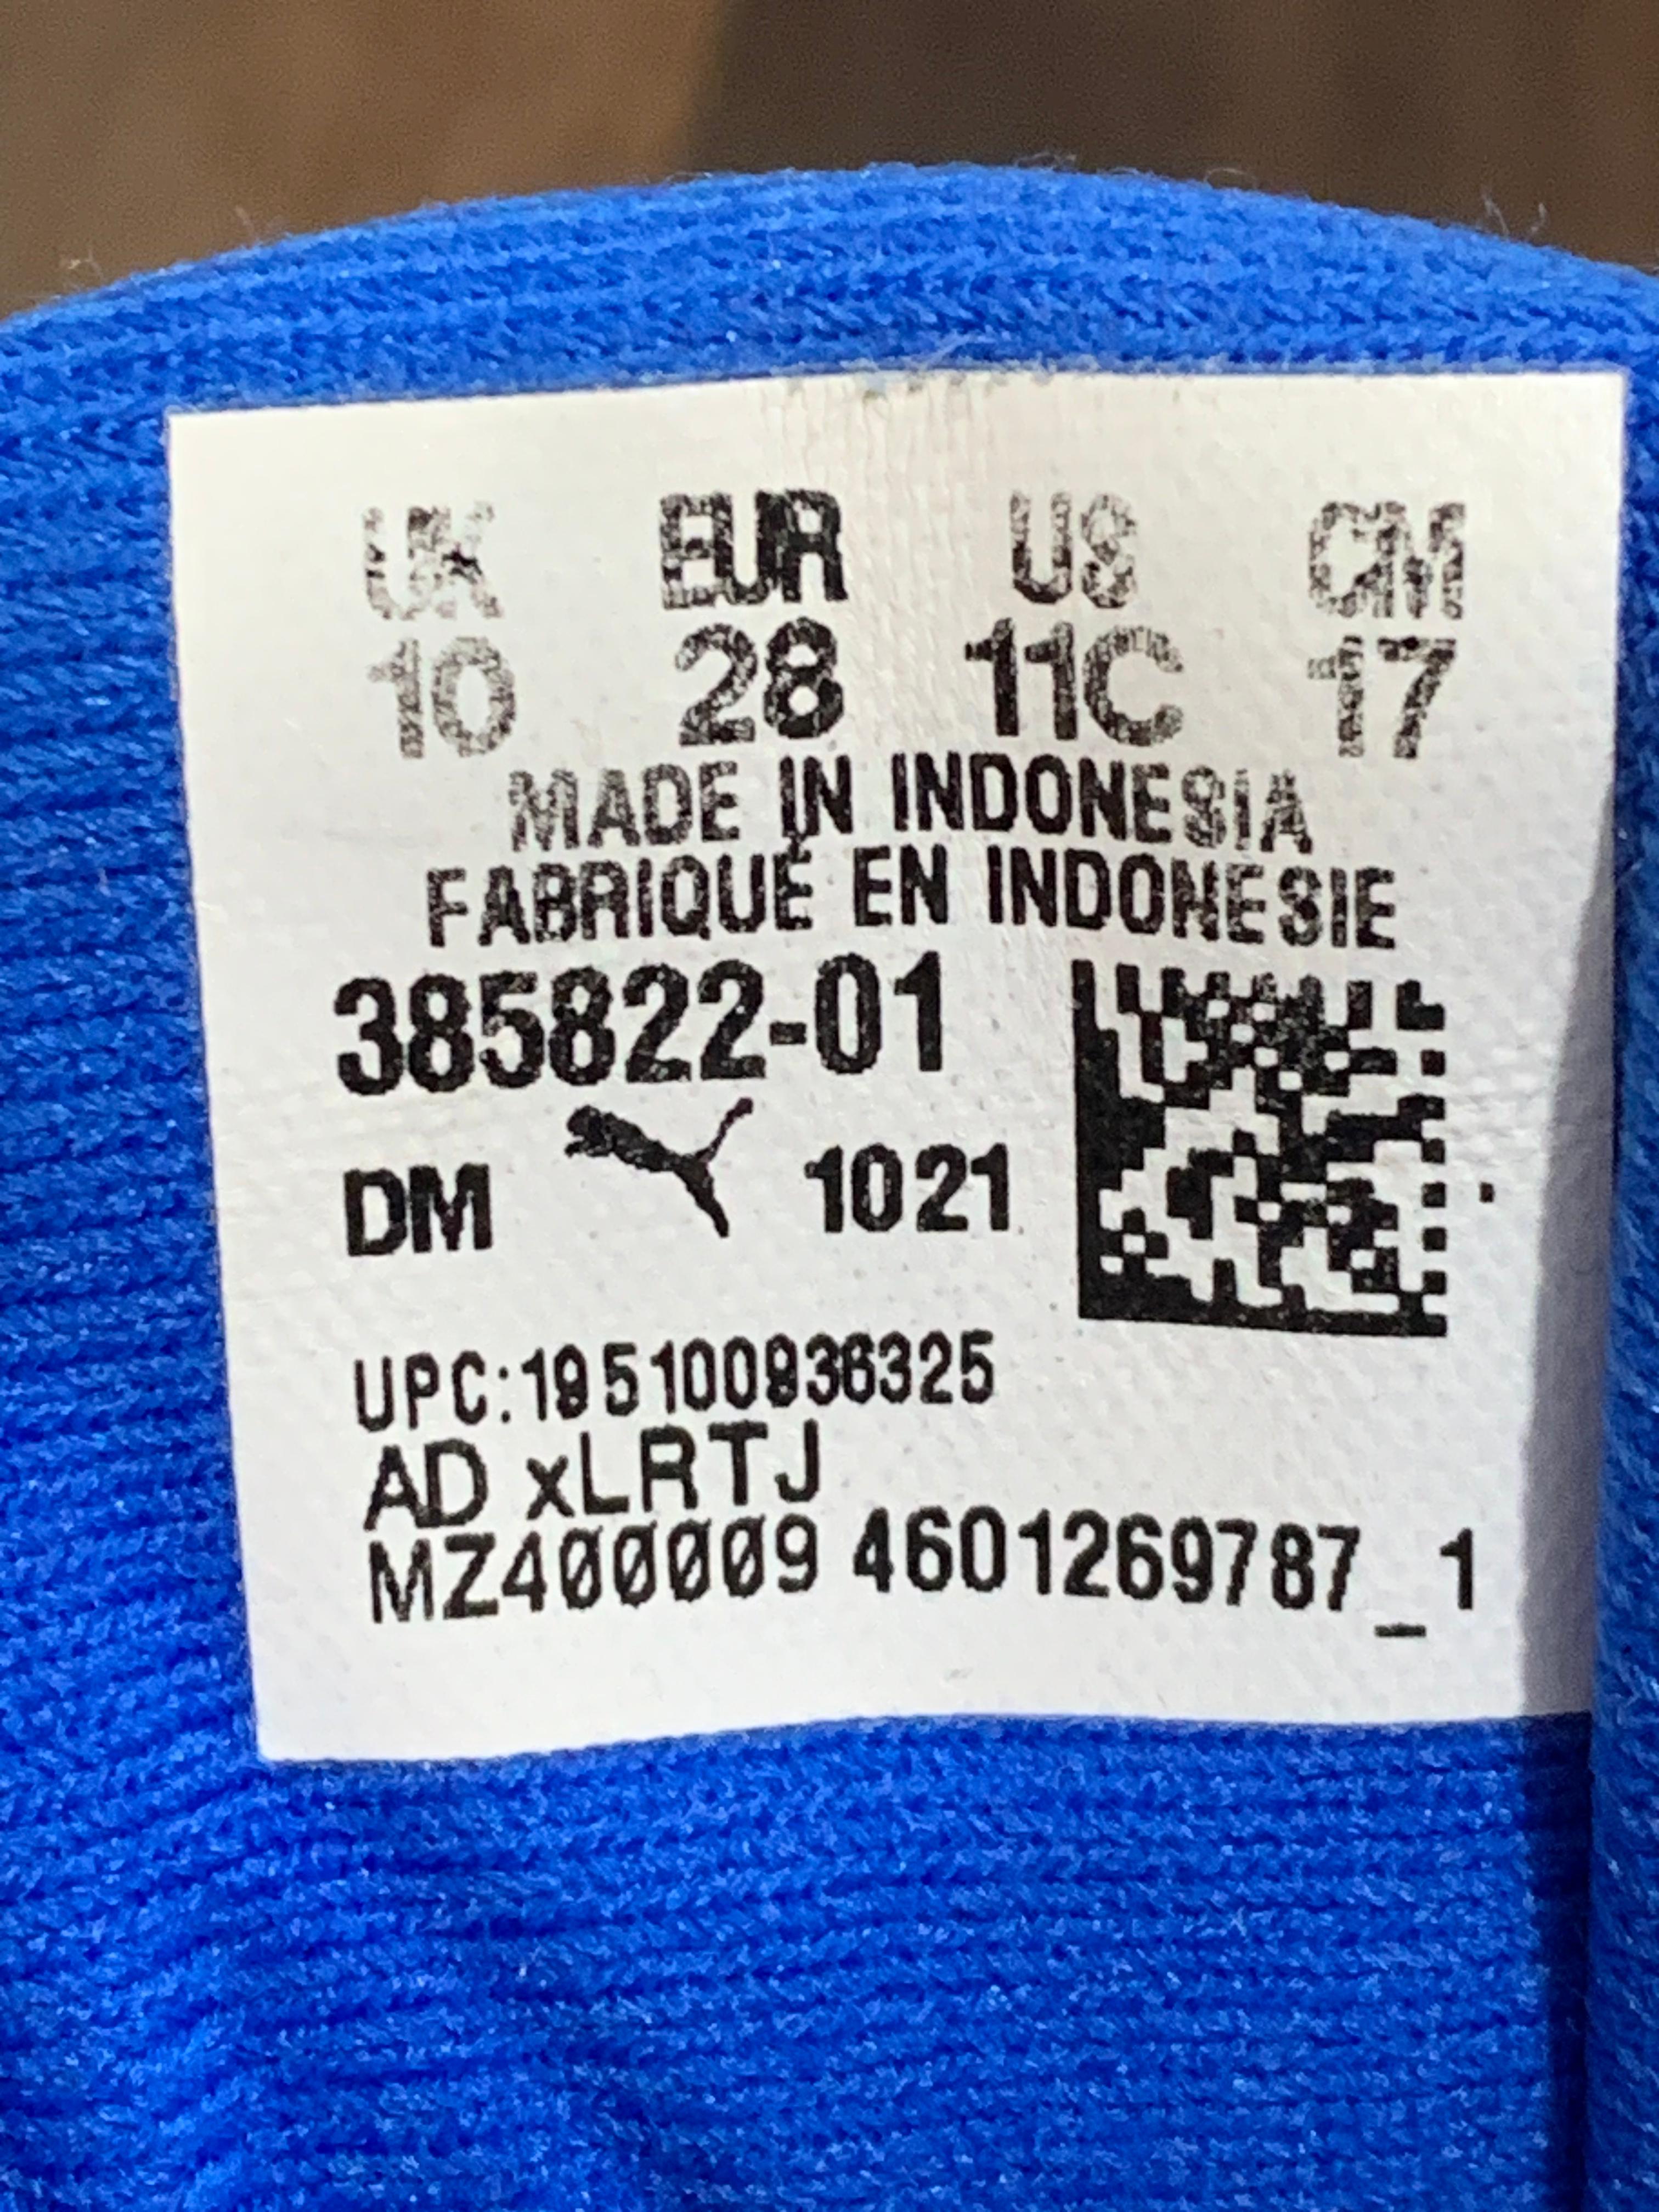 UK EUR US CM
10 28 11C 17
MADE IN INDONESIA
FABRIQUÉ EN INDONESIE
385822-01
DM 1021
UPC:195100936325
AD xLRTJ
MZ400009 4601269787_1